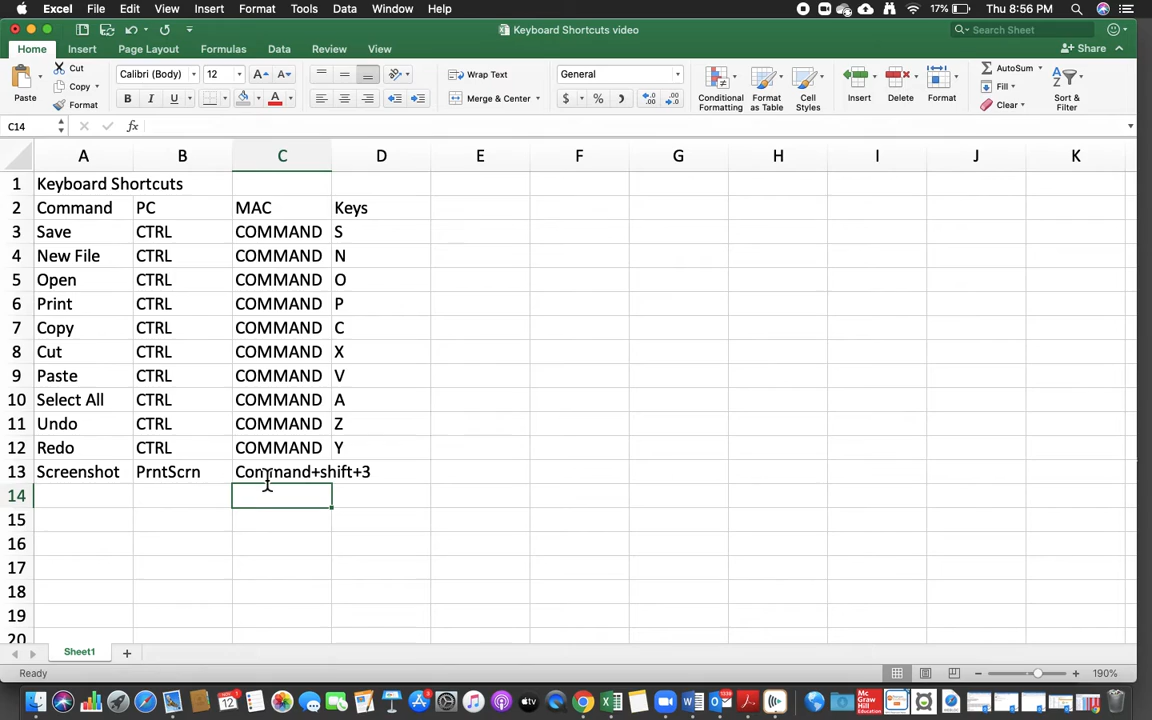 Excel File Edit View Insert Format Tools Data Window Help 17% Thu 8:56 PM
Keyboard Shortcuts video Search Sheet
Home Insert Page Layout Formulas Data Review View Share
Cut Calibri (Body) 12 Wrap Text General AutoSum
Copy Fill
Paste Format B I U Merge & Center $ % Conditional Formatting Format as Table Cell Styles Insert Delete Format Clear Sort & Filter
C14 fx
A B C D E F G H I J K
1 Keyboard Shortcuts
2 Command PC MAC Keys
3 Save CTRL COMMAND S
4 New File CTRL COMMAND N
5 Open CTRL COMMAND O
6 Print CTRL COMMAND P
7 Copy CTRL COMMAND C
8 Cut CTRL COMMAND X
9 Paste CTRL COMMAND V
10 Select All CTRL COMMAND A
11 Undo CTRL COMMAND Z
12 Redo CTRL COMMAND Y
13 Screenshot PrntScrn Command+shift+3
14
15
16
17
18
19
20
Sheet1
Ready 190%